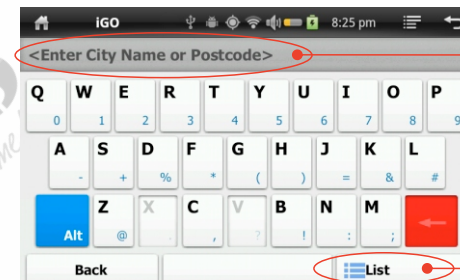 iGO 8:25 pm
<Enter City Name or Postcode>
Q W E R T Y U I O P
0 1 2 3 4 5 6 7 8 9
A S D F G H J K L
- + % * ( ) = & #
Alt Z X C V B N M
@ . , ? ! : ;
Back List